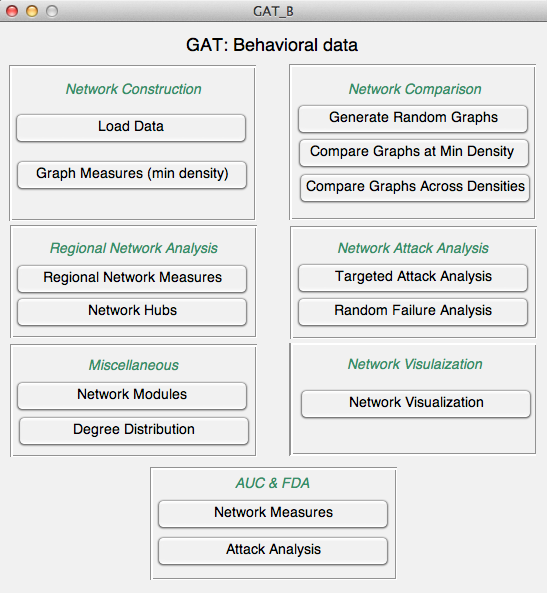 GAT_B
GAT: Behavioral data
Network Construction
Load Data
Graph Measures (min density)
Network Comparison
Generate Random Graphs
Compare Graphs at Min Density
Compare Graphs Across Densities
Regional Network Analysis
Regional Network Measures
Network Hubs
Network Attack Analysis
Targeted Attack Analysis
Random Failure Analysis
Miscellaneous
Network Modules
Degree Distribution
Network Visulaization
Network Visualization
AUC & FDA
Network Measures
Attack Analysis